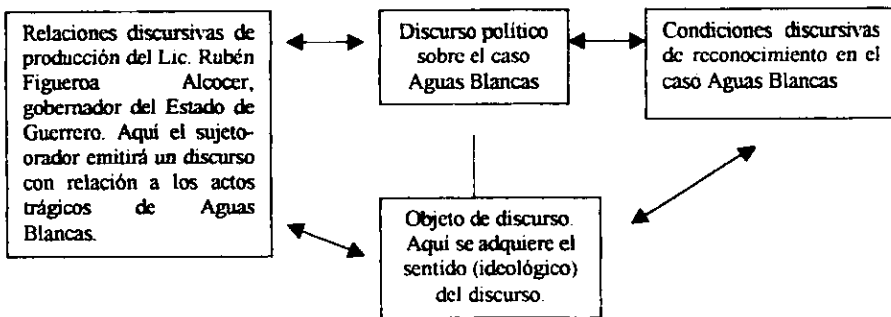 Relaciones discursivas de
producción del Lic. Rubén
Figueroa Alcocer,
gobernador del Estado de
Guerrero. Aquí el sujeto-
orador emitirá un discurso
con relación a los actos
trágicos de Aguas
Blancas.
Discurso político
sobre el caso
Aguas Blancas
Condiciones discursivas
de reconocimiento en el
caso Aguas Blancas
Objeto de discurso.
Aquí se adquiere el
sentido (ideológico)
del discurso.